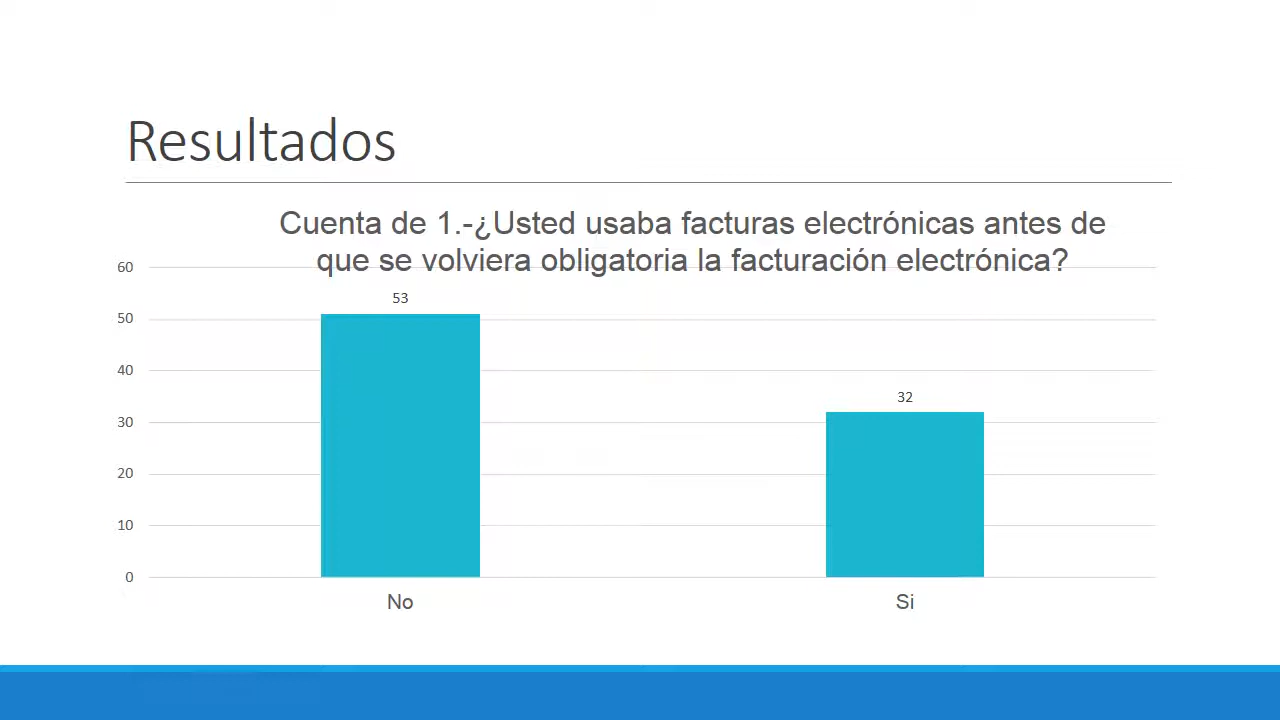 Resultados
Cuenta de 1.-¿Usted usaba facturas electrónicas antes de
que se volviera obligatoria la facturación electrónica?
60
53
50
40
32
30
20
10
0
No
Si